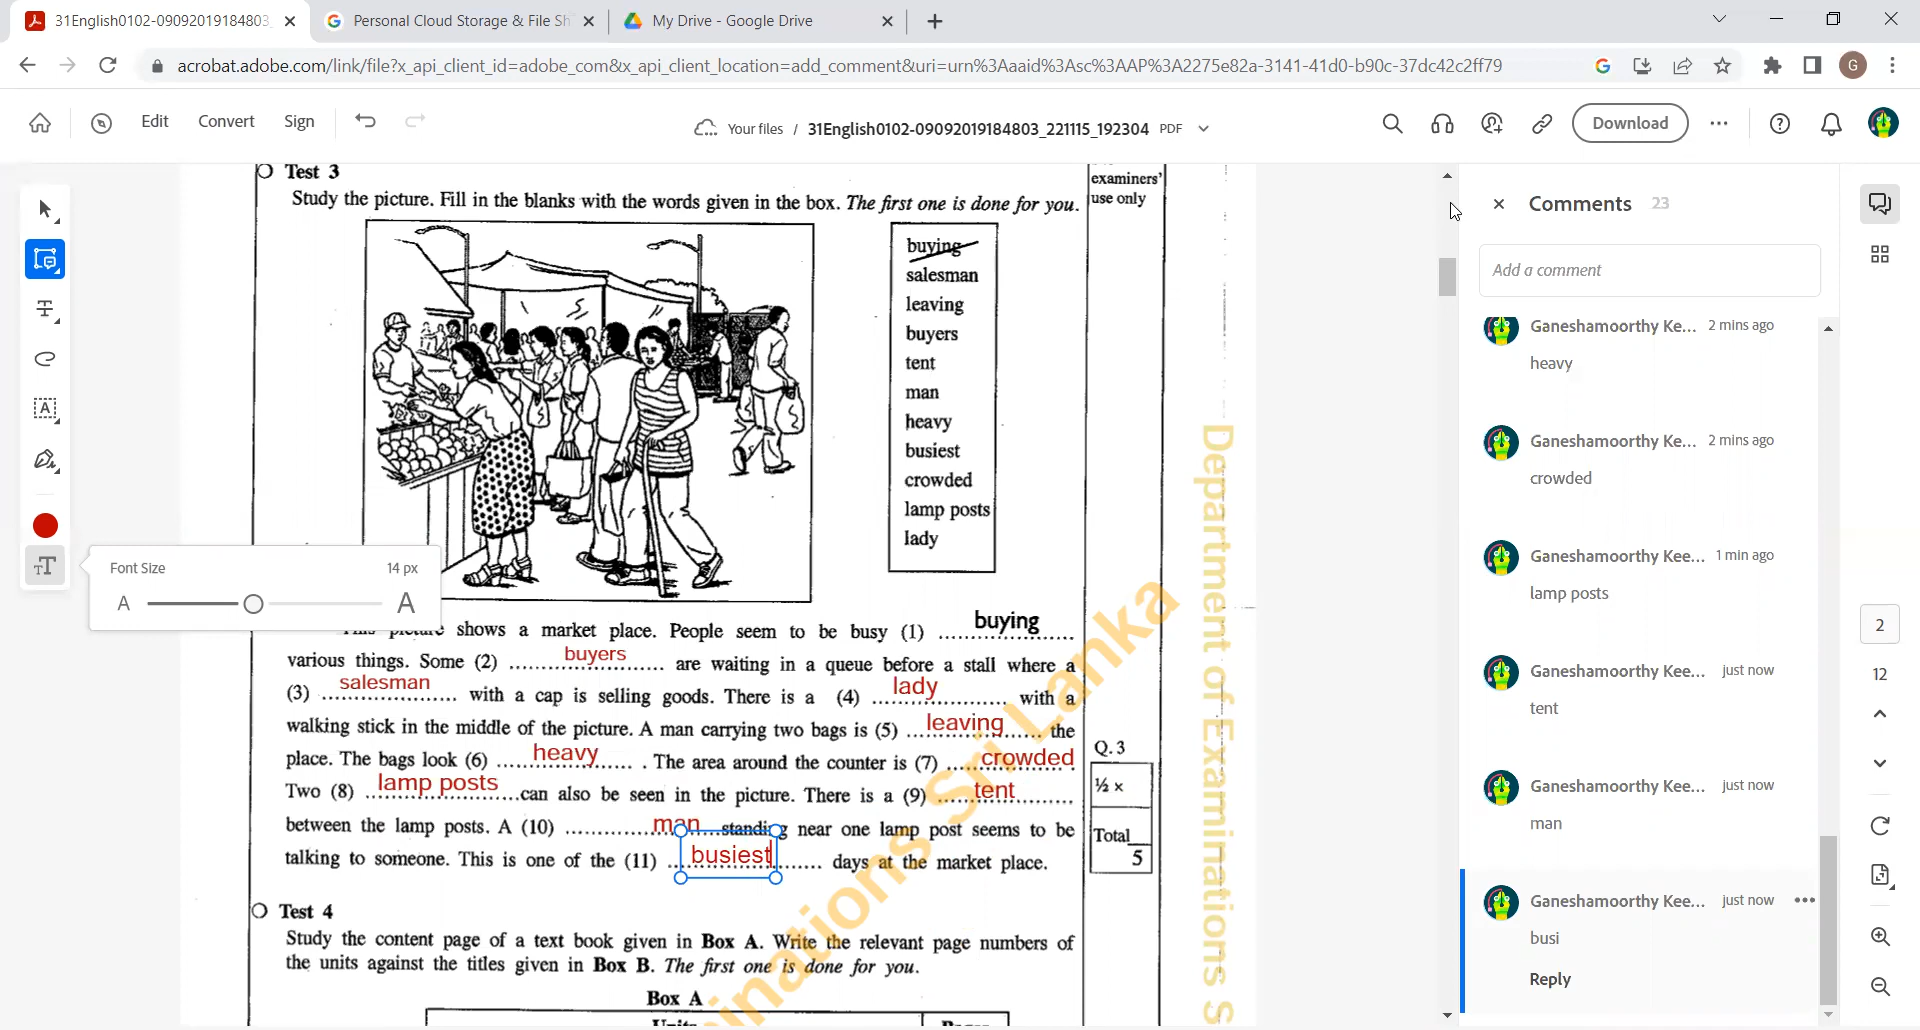 31English0102-09092019184803_
Personal Cloud Storage & File Sh
My Drive - Google Drive
acrobat.adobe.com/link/file?x_api_client_id=adobe_com&x_api_client_location=add_comment&uri=urn%3Aaaid%3Asc%3AAP%3A2275e82a-3141-41d0-b90c-37dc42c2ff79
G
Edit Convert Sign
Your files / 31English0102-09092019184803_221115_192304 PDF
Download
Test 3
examiners'
use only
Study the picture. Fill in the blanks with the words given in the box. The first one is done for you.
buying
salesman
leaving
buyers
tent
man
heavy
busiest
crowded
lamp posts
lady
Font Size 14 px
A A
This picture shows a market place. People seem to be busy (1) buying
various things. Some (2) buyers are waiting in a queue before a stall where a
(3) salesman with a cap is selling goods. There is a (4) lady with a
walking stick in the middle of the picture. A man carrying two bags is (5) leaving the
place. The bags look (6) heavy . The area around the counter is (7) crowded
Two (8) lamp posts can also be seen in the picture. There is a (9) tent
between the lamp posts. A (10) man standing near one lamp post seems to be
talking to someone. This is one of the (11) busiest days at the market place.
Q.3
½ ×
Total
5
Test 4
Study the content page of a text book given in Box A. Write the relevant page numbers of
the units against the titles given in Box B. The first one is done for you.
Box A
Units Pages
Department of Examinations S
inations Sri Lanka
Comments 23
Add a comment
Ganeshamoorthy Ke... 2 mins ago
heavy
Ganeshamoorthy Ke... 2 mins ago
crowded
Ganeshamoorthy Kee... 1 min ago
lamp posts
Ganeshamoorthy Kee... just now
tent
Ganeshamoorthy Kee... just now
man
Ganeshamoorthy Kee... just now
busi
Reply
2
12